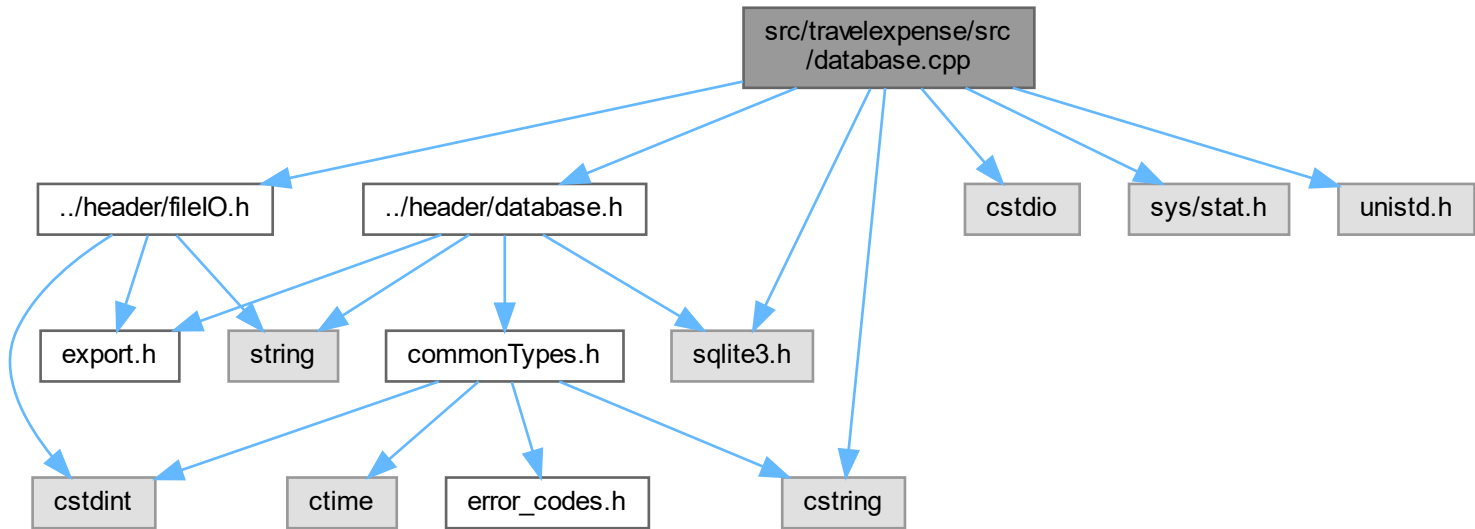 src/travelexpense/src
/database.cpp
../header/fileIO.h
../header/database.h
cstdio
sys/stat.h
unistd.h
export.h
string
commonTypes.h
sqlite3.h
cstdint
ctime
error_codes.h
cstring